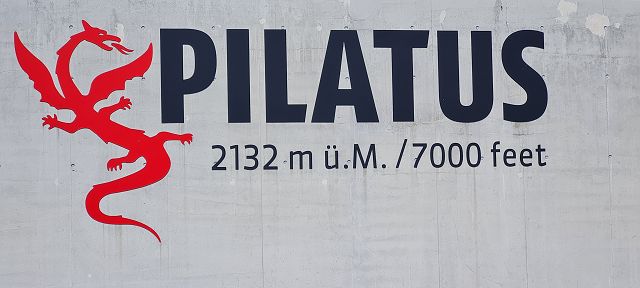 PILATUS
2132 m ü.M. / 7000 feet